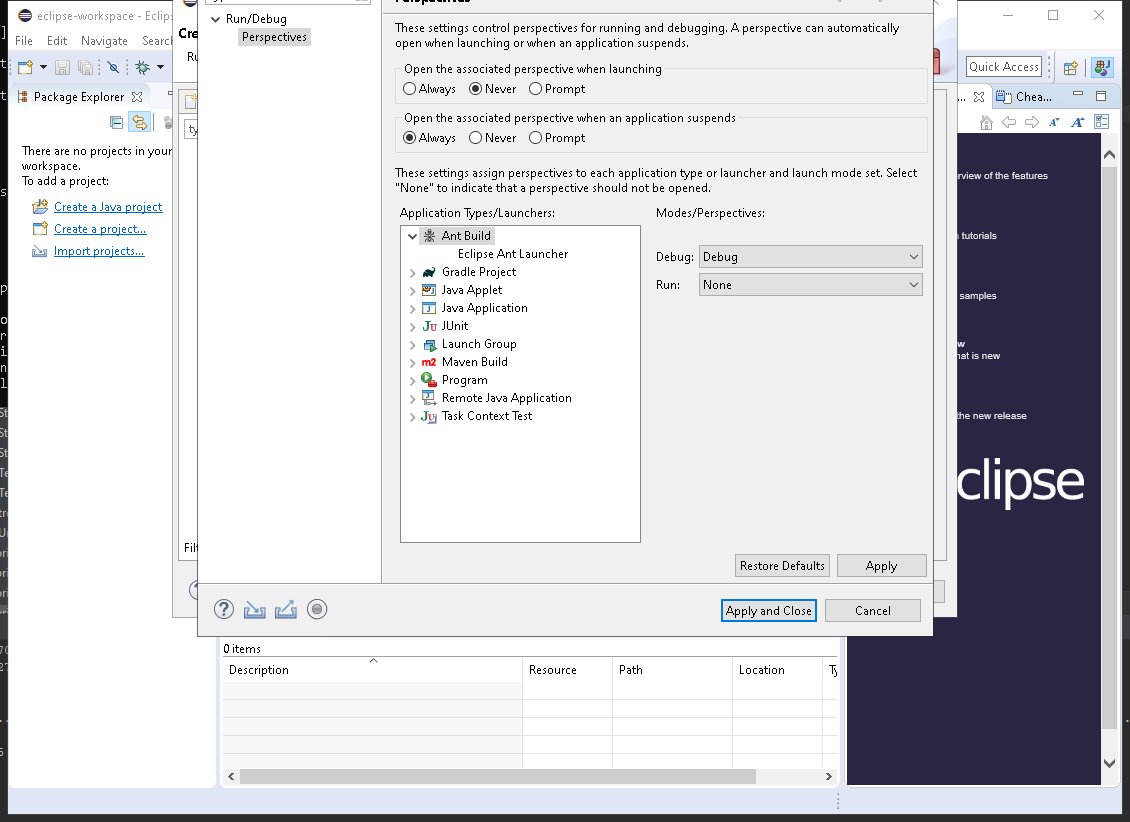 eclipse-workspace - Eclips
File Edit Navigate Search
Quick Access
Package Explorer
Chea...
There are no projects in your
workspace.
To add a project:
Create a Java project
Create a project...
Import projects...
Cre
Ru
ty
Filt
Run/Debug
Perspectives
Perspectives
These settings control perspectives for running and debugging. A perspective can automatically
open when launching or when an application suspends.
Open the associated perspective when launching
Always Never Prompt
Open the associated perspective when an application suspends
Always Never Prompt
These settings assign perspectives to each application type or launcher and launch mode set. Select
"None" to indicate that a perspective should not be opened.
Application Types/Launchers:
Modes/Perspectives:
Ant Build
Eclipse Ant Launcher
Gradle Project
Java Applet
Java Application
JUnit
Launch Group
Maven Build
Program
Remote Java Application
Task Context Test
Debug: Debug
Run: None
Restore Defaults Apply
Apply and Close Cancel
rview of the features
tutorials
samples
w
hat is new
the new release
clipse
0 items
Description Resource Path Location Ty